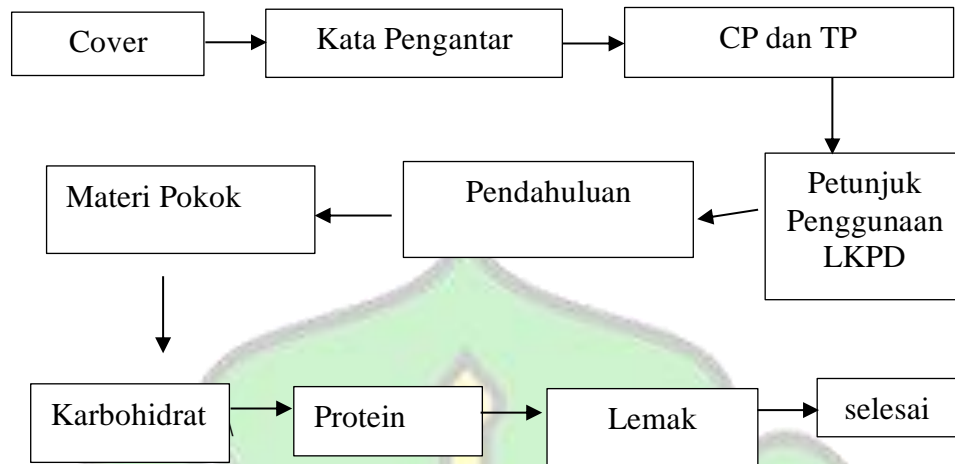 Cover
Kata Pengantar
CP dan TP
Petunjuk
Penggunaan
LKPD
Pendahuluan
Materi Pokok
Karbohidrat
Protein
Lemak
selesai